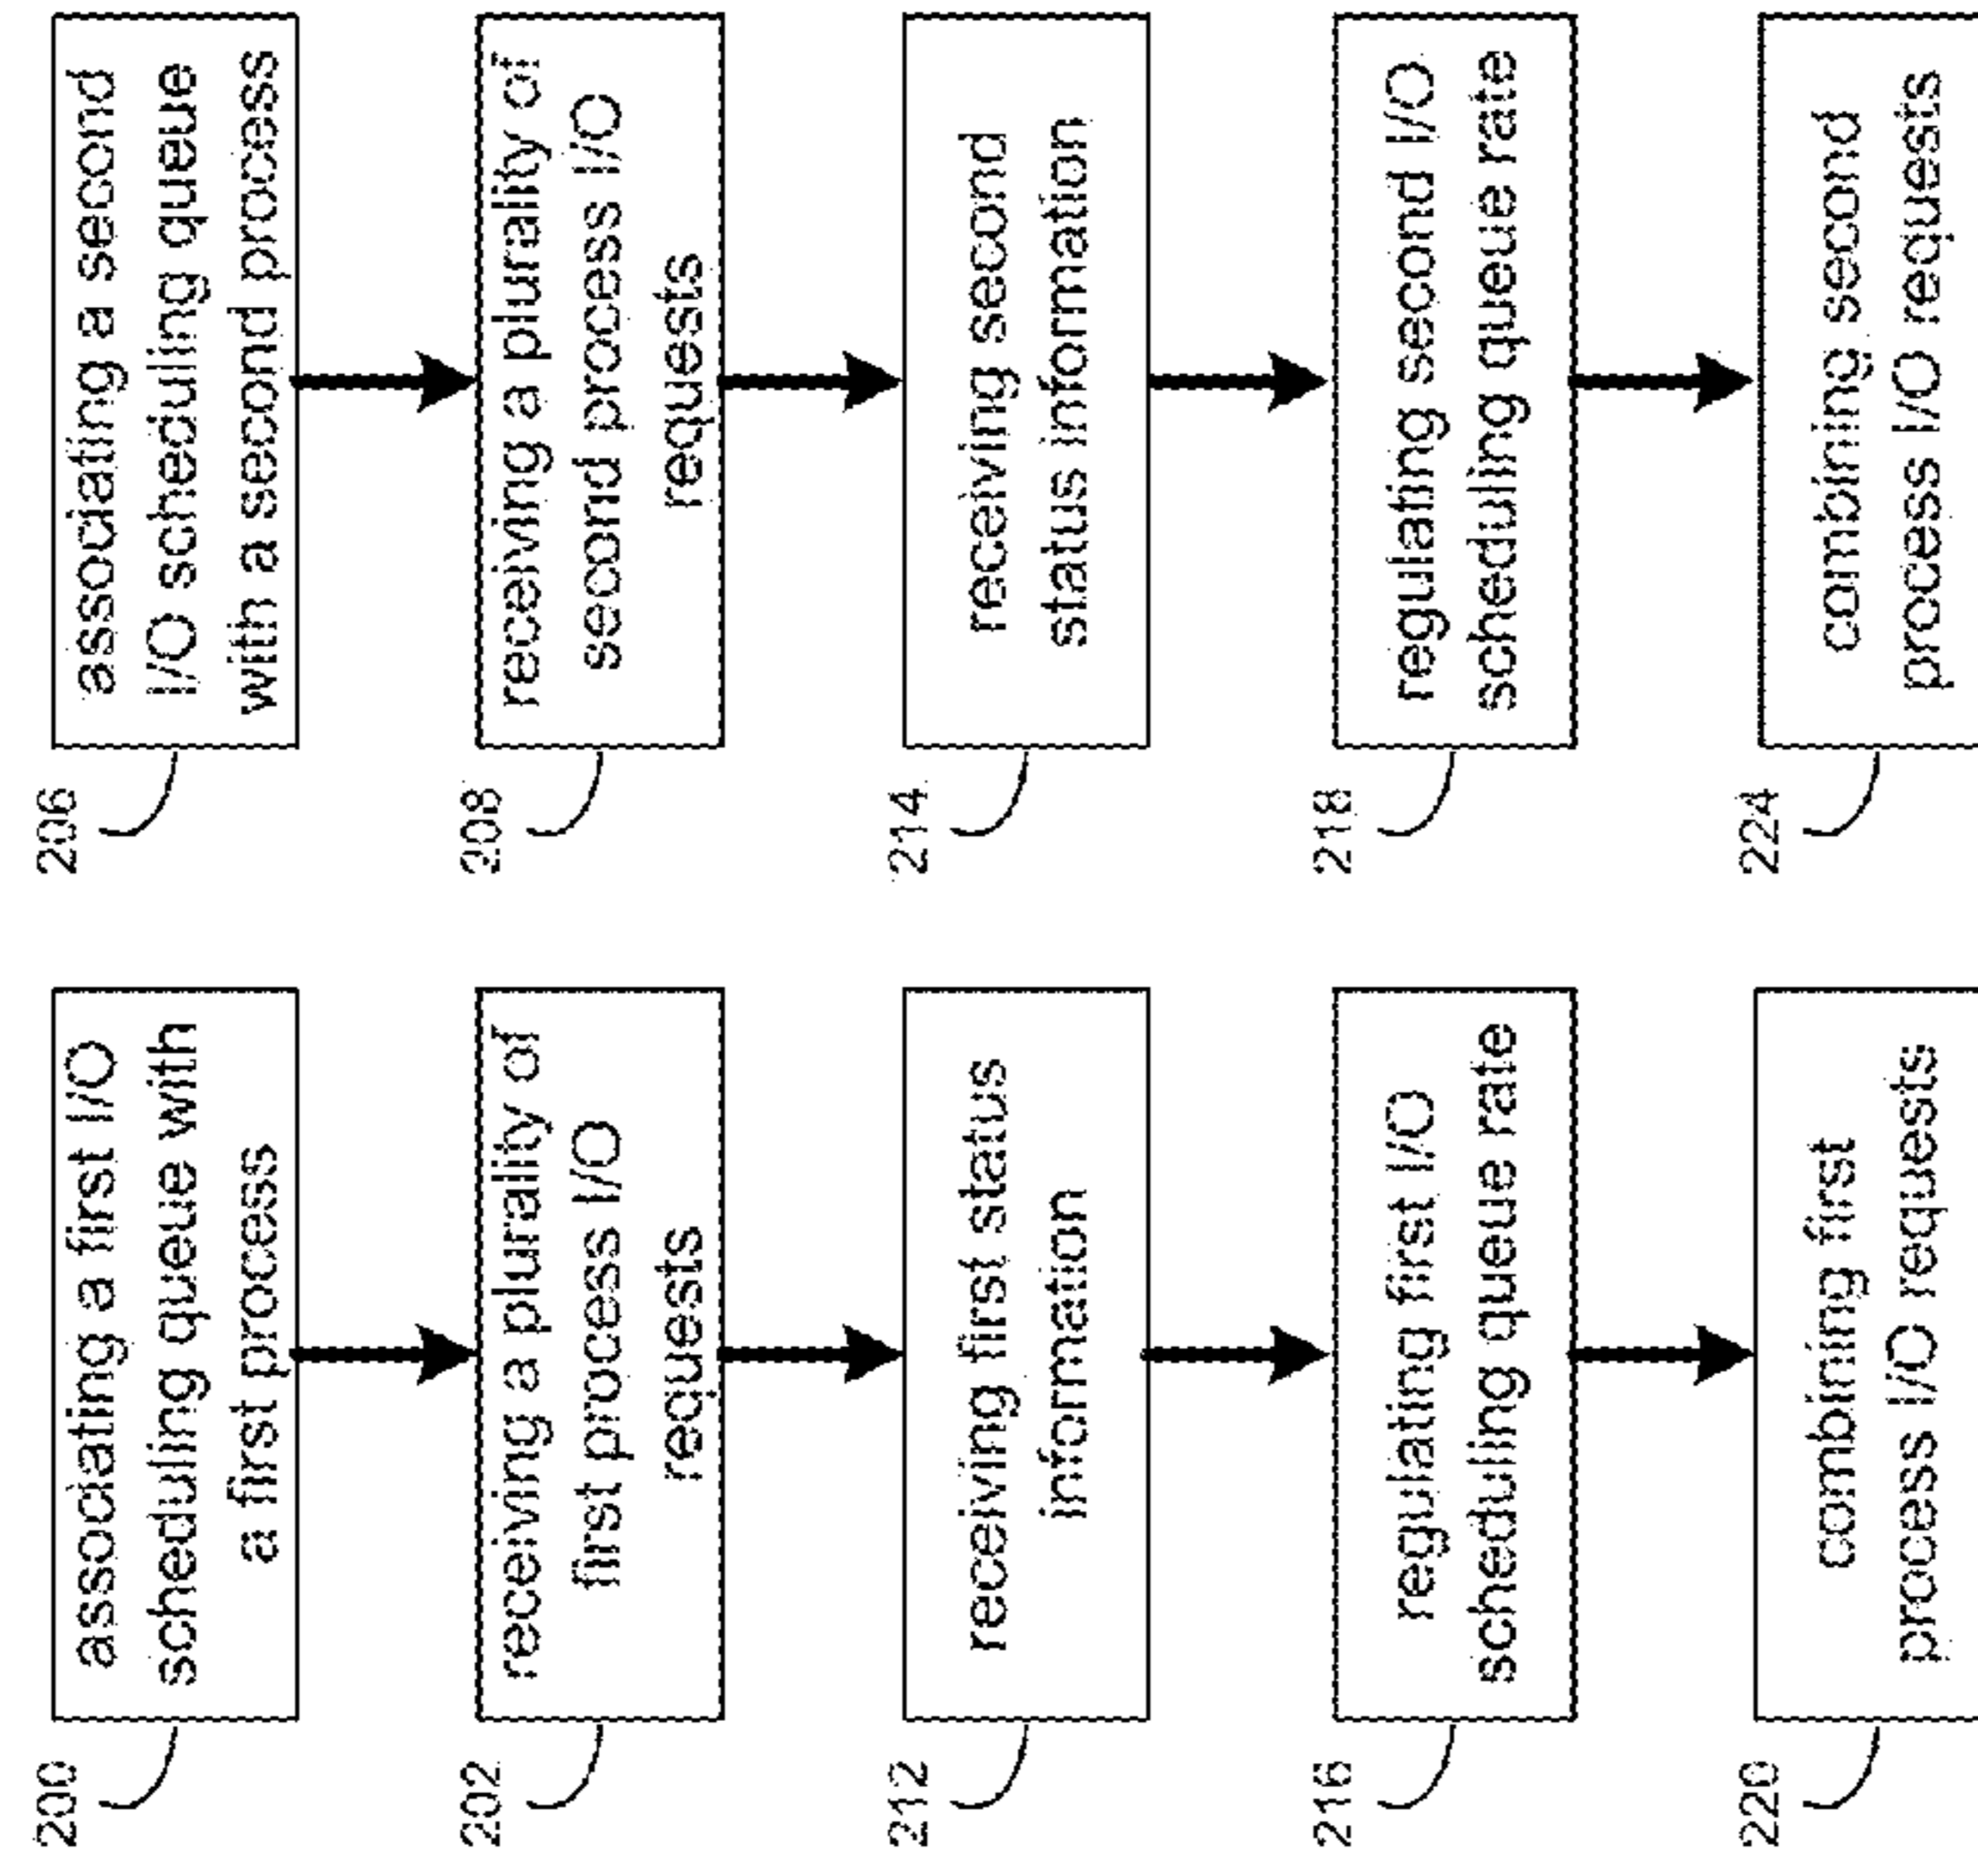 200
associating a first I/O
scheduling queue with
a first process
202
receiving a plurality of
first process I/O
requests
212
receiving first status
information
216
regulating first I/O
scheduling queue rate
220
combining first
process I/O requests
206
associating a second
I/O scheduling queue
with a second process
208
receiving a plurality of
second process I/O
requests
214
receiving second
status information
218
regulating second I/O
scheduling queue rate
224
combining second
process I/O requests